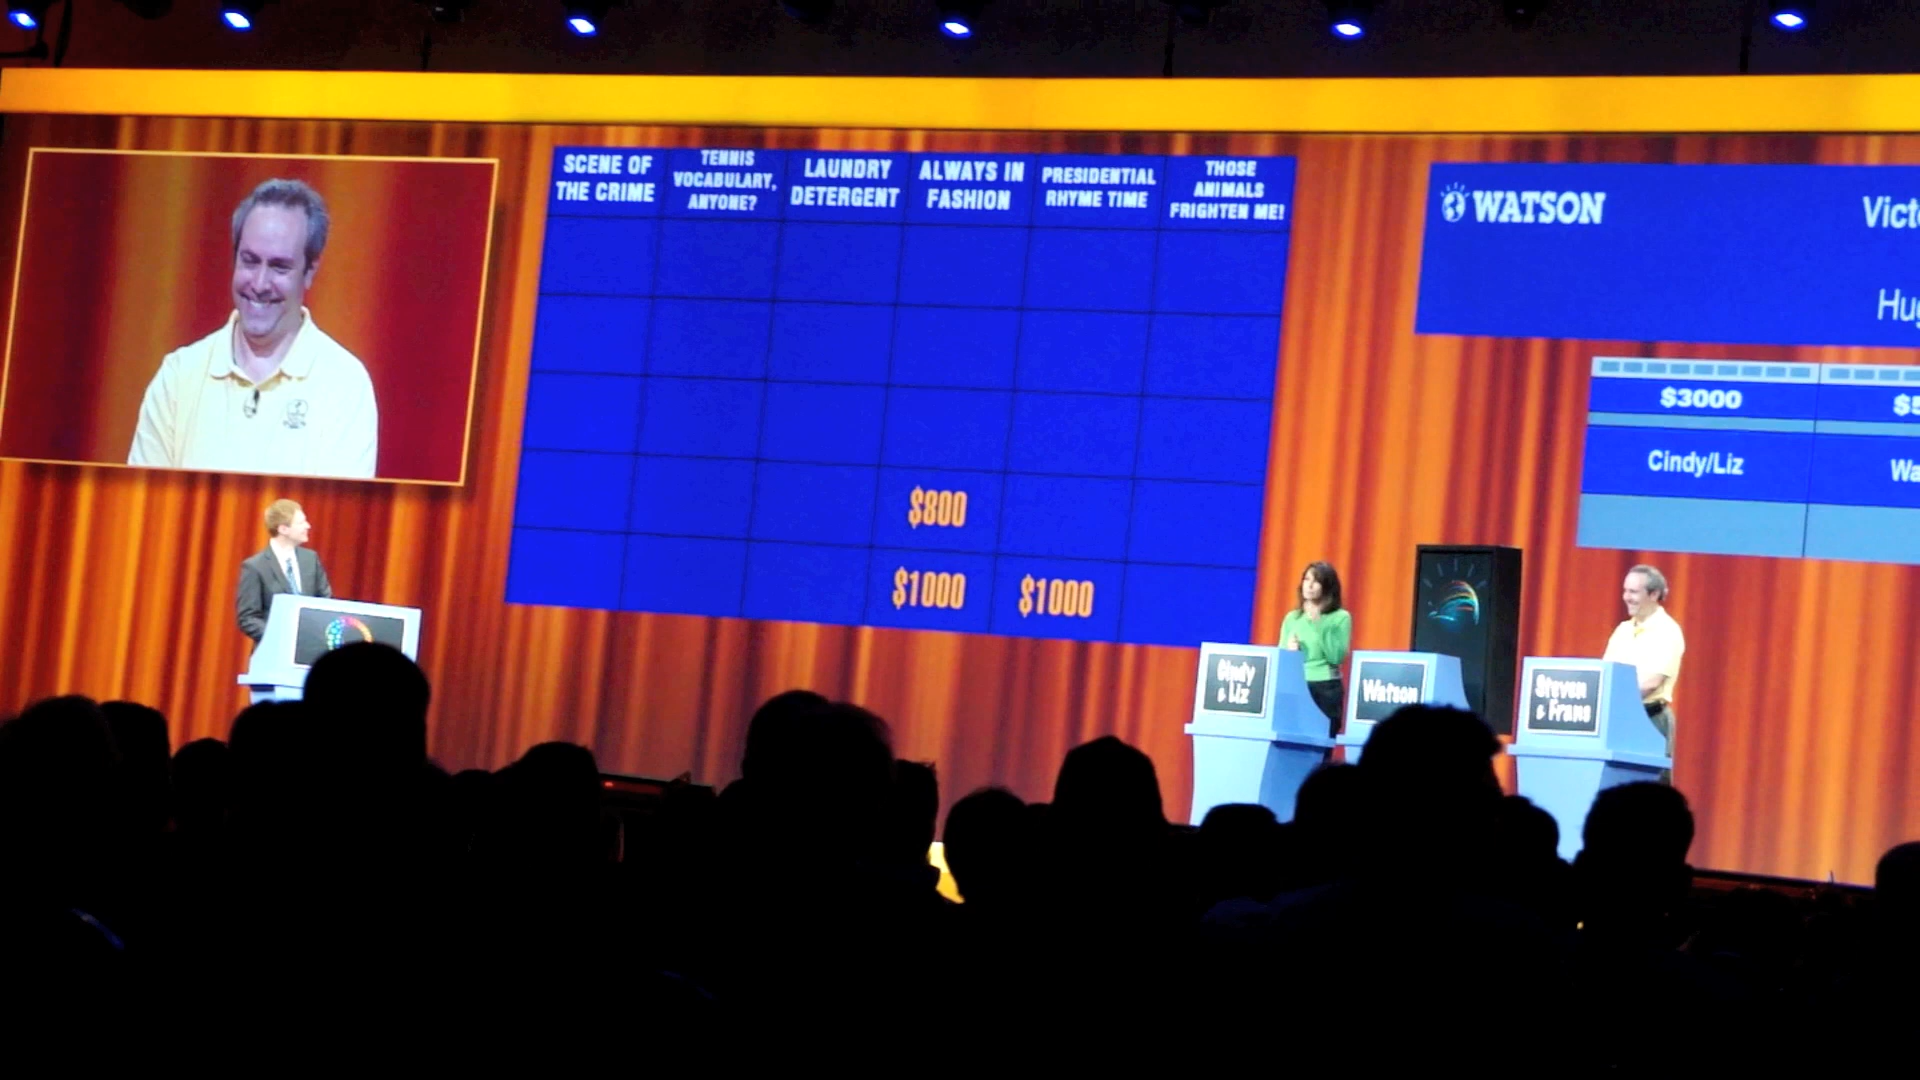 SCENE OF
THE CRIME
TENNIS
VOCABULARY,
ANYONE?
LAUNDRY
DETERGENT
ALWAYS IN
FASHION
PRESIDENTIAL
RHYME TIME
THOSE
ANIMALS
FRIGHTEN ME!
$800
$1000
$1000
WATSON
$3000
Cindy/Liz
Cindy
& Liz
Watson
Steven
& Frans